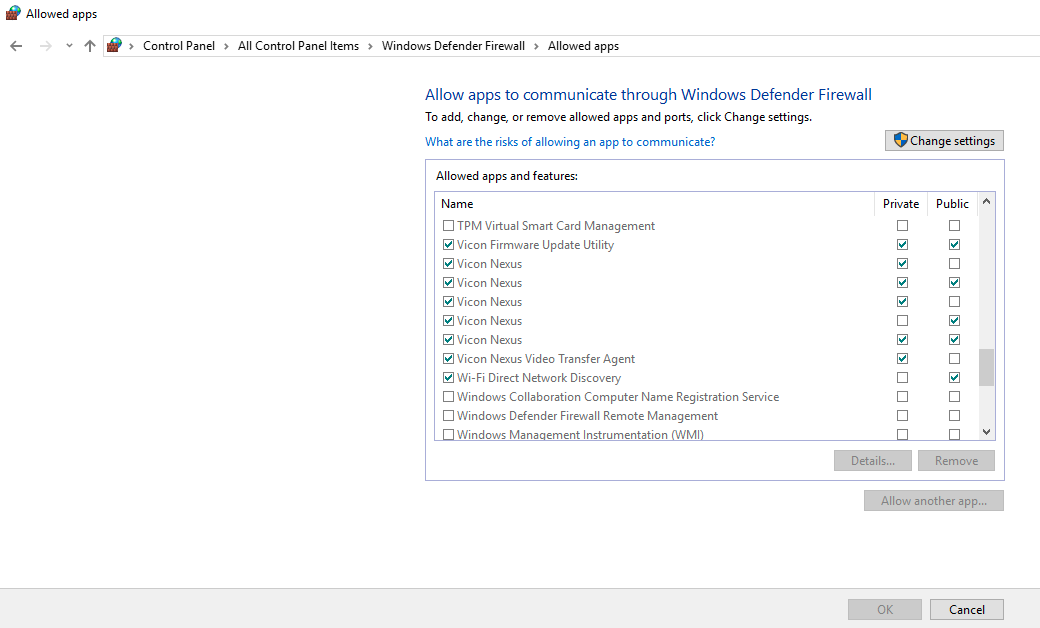 Allowed apps
Control Panel > All Control Panel Items > Windows Defender Firewall > Allowed apps
Allow apps to communicate through Windows Defender Firewall
To add, change, or remove allowed apps and ports, click Change settings.
What are the risks of allowing an app to communicate?
Change settings
Allowed apps and features:
Name Private Public
TPM Virtual Smart Card Management
Vicon Firmware Update Utility
Vicon Nexus
Vicon Nexus
Vicon Nexus
Vicon Nexus
Vicon Nexus
Vicon Nexus Video Transfer Agent
Wi-Fi Direct Network Discovery
Windows Collaboration Computer Name Registration Service
Windows Defender Firewall Remote Management
Windows Management Instrumentation (WMI)
Details... Remove
Allow another app...
OK Cancel